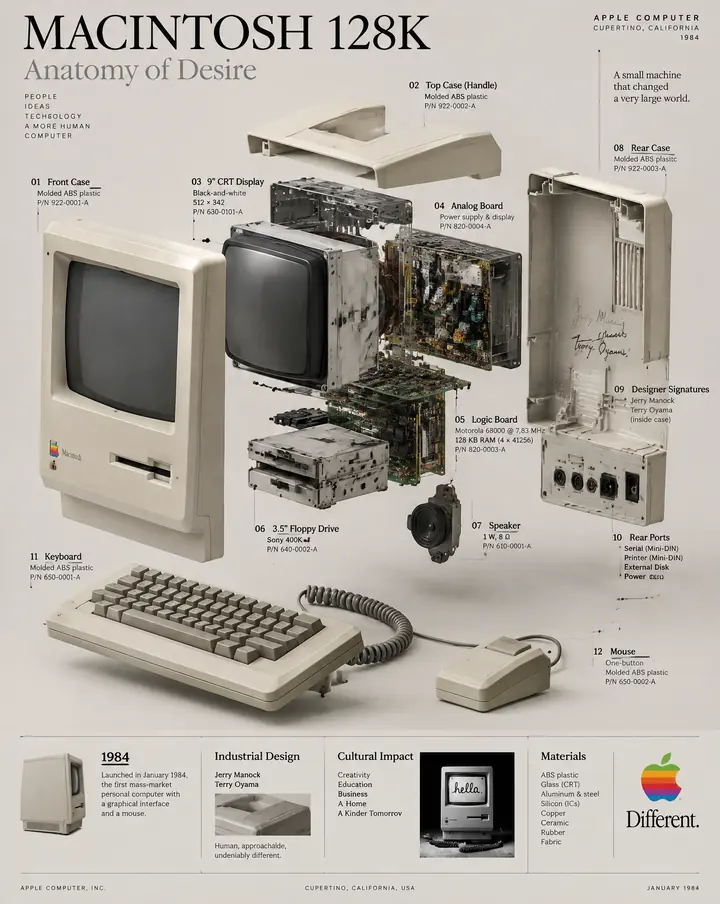 MACINTOSH 128K
Anatomy of Desire
PEOPLE
IDEAS
TECHGOLOGY
A MORE HUMAN
COMPUTER
APPLE COMPUTER
CUPERTINO, CALIFORNIA
1984
A small machine
that changed
a very large world.
02 Top Case (Handle)
Molded ABS plastic
P/N 922-0002-A
08 Rear Case
Molded ABS plasitc
P/N 922-0003-A
01 Front Case
Molded ABS plastic
P/N 922-0001-A
03 9" CRT Display
Black-and-white
512 × 342
P/N 630-0101-A
04 Analog Board
Power supply & display
P/N 820-0004-A
09 Designer Signatures
Jerry Manock
Terry Oyama
(inside case)
05 Logic Board
Motorola 68000 @ 7.83 MHz
128 KB RAM (4 × 41256)
P/N 820-0003-A
Macintosh
06 3.5" Floppy Drive
Sony 400K
P/N 640-0002-A
07 Speaker
1 W, 8 Ω
P/N 610-0001-A
10 Rear Ports
Serial (Mini-DIN)
Printer (Mini-DIN)
External Disk
Power
11 Keyboard
Molded ABS plastic
P/N 650-0001-A
12 Mouse
One-button
Molded ABS plastic
P/N 650-0002-A
1984
Launched in January 1984,
the first mass-market
personal computer with
a graphical interface
and a mouse.
Industrial Design
Jerry Manock
Terry Oyama
Human, approachalde,
undeniably different.
Cultural Impact
Creativity
Education
Business
A Home
A Kinder Tomorrov
hello.
Materials
ABS plastic
Glass (CRT)
Aluminum & steel
Silicon (ICs)
Copper
Ceramic
Rubber
Fabric
Different.
APPLE COMPUTER, INC.
CUPERTINO, CALIFORNIA, USA
JANUARY 1984